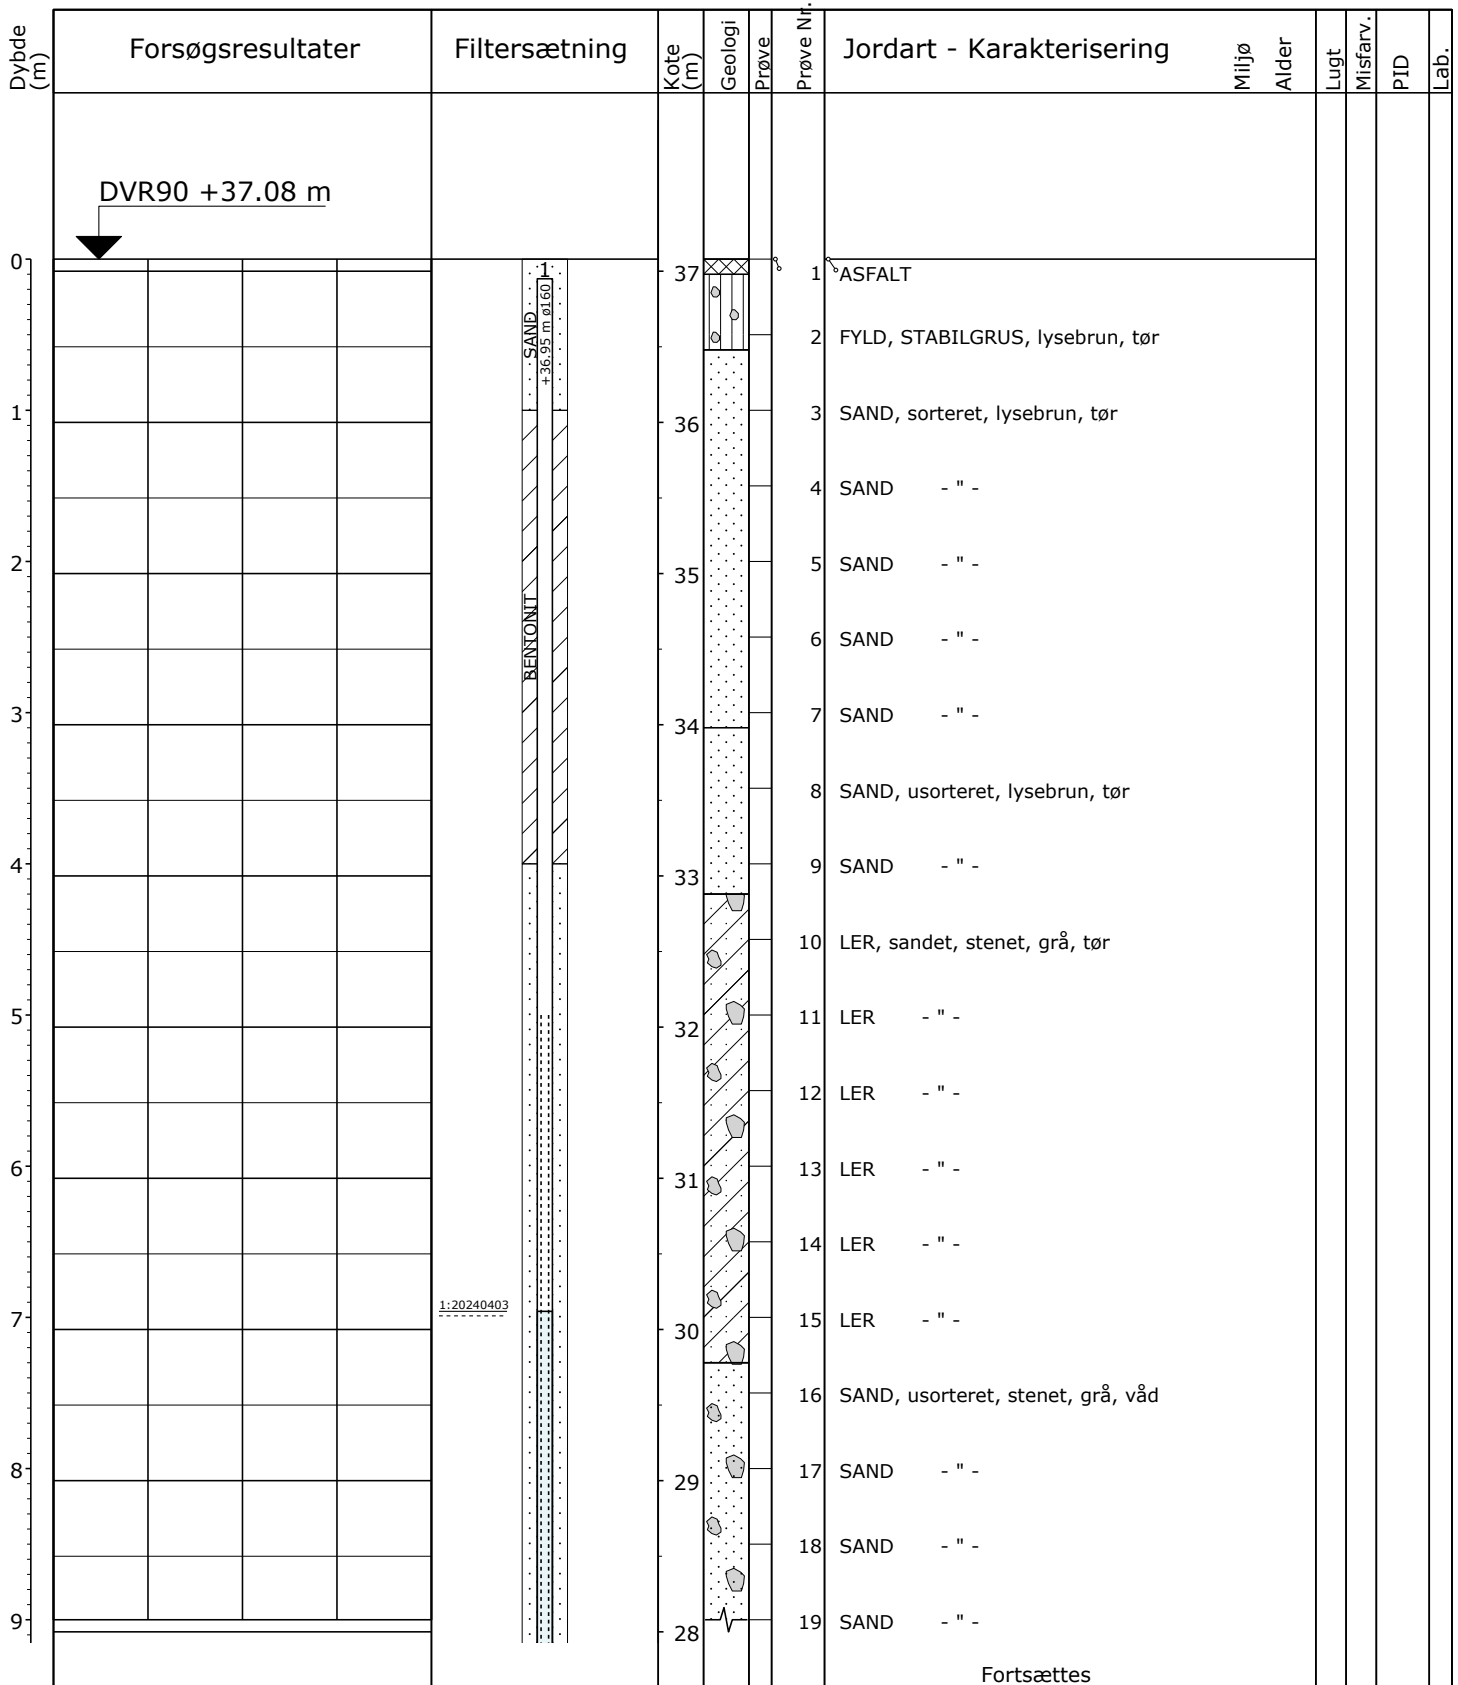 Dybde (m)
Forsøgsresultater
Filtersætning
Kote (m)
Geologi
Prøve
Prøve Nr.
Jordart - Karakterisering
Miljø
Alder
Lugt
Misfarv.
PID
Lab.
DVR90 +37.08 m
0
1
2
3
4
5
6
7
8
9
1
SAND
+36.95 m ø160
BENTONIT
1:20240403
37
36
35
34
33
32
31
30
29
28
1 ASFALT
2 FYLD, STABILGRUS, lysebrun, tør
3 SAND, sorteret, lysebrun, tør
4 SAND - " -
5 SAND - " -
6 SAND - " -
7 SAND - " -
8 SAND, usorteret, lysebrun, tør
9 SAND - " -
10 LER, sandet, stenet, grå, tør
11 LER - " -
12 LER - " -
13 LER - " -
14 LER - " -
15 LER - " -
16 SAND, usorteret, stenet, grå, våd
17 SAND - " -
18 SAND - " -
19 SAND - " -
Fortsættes